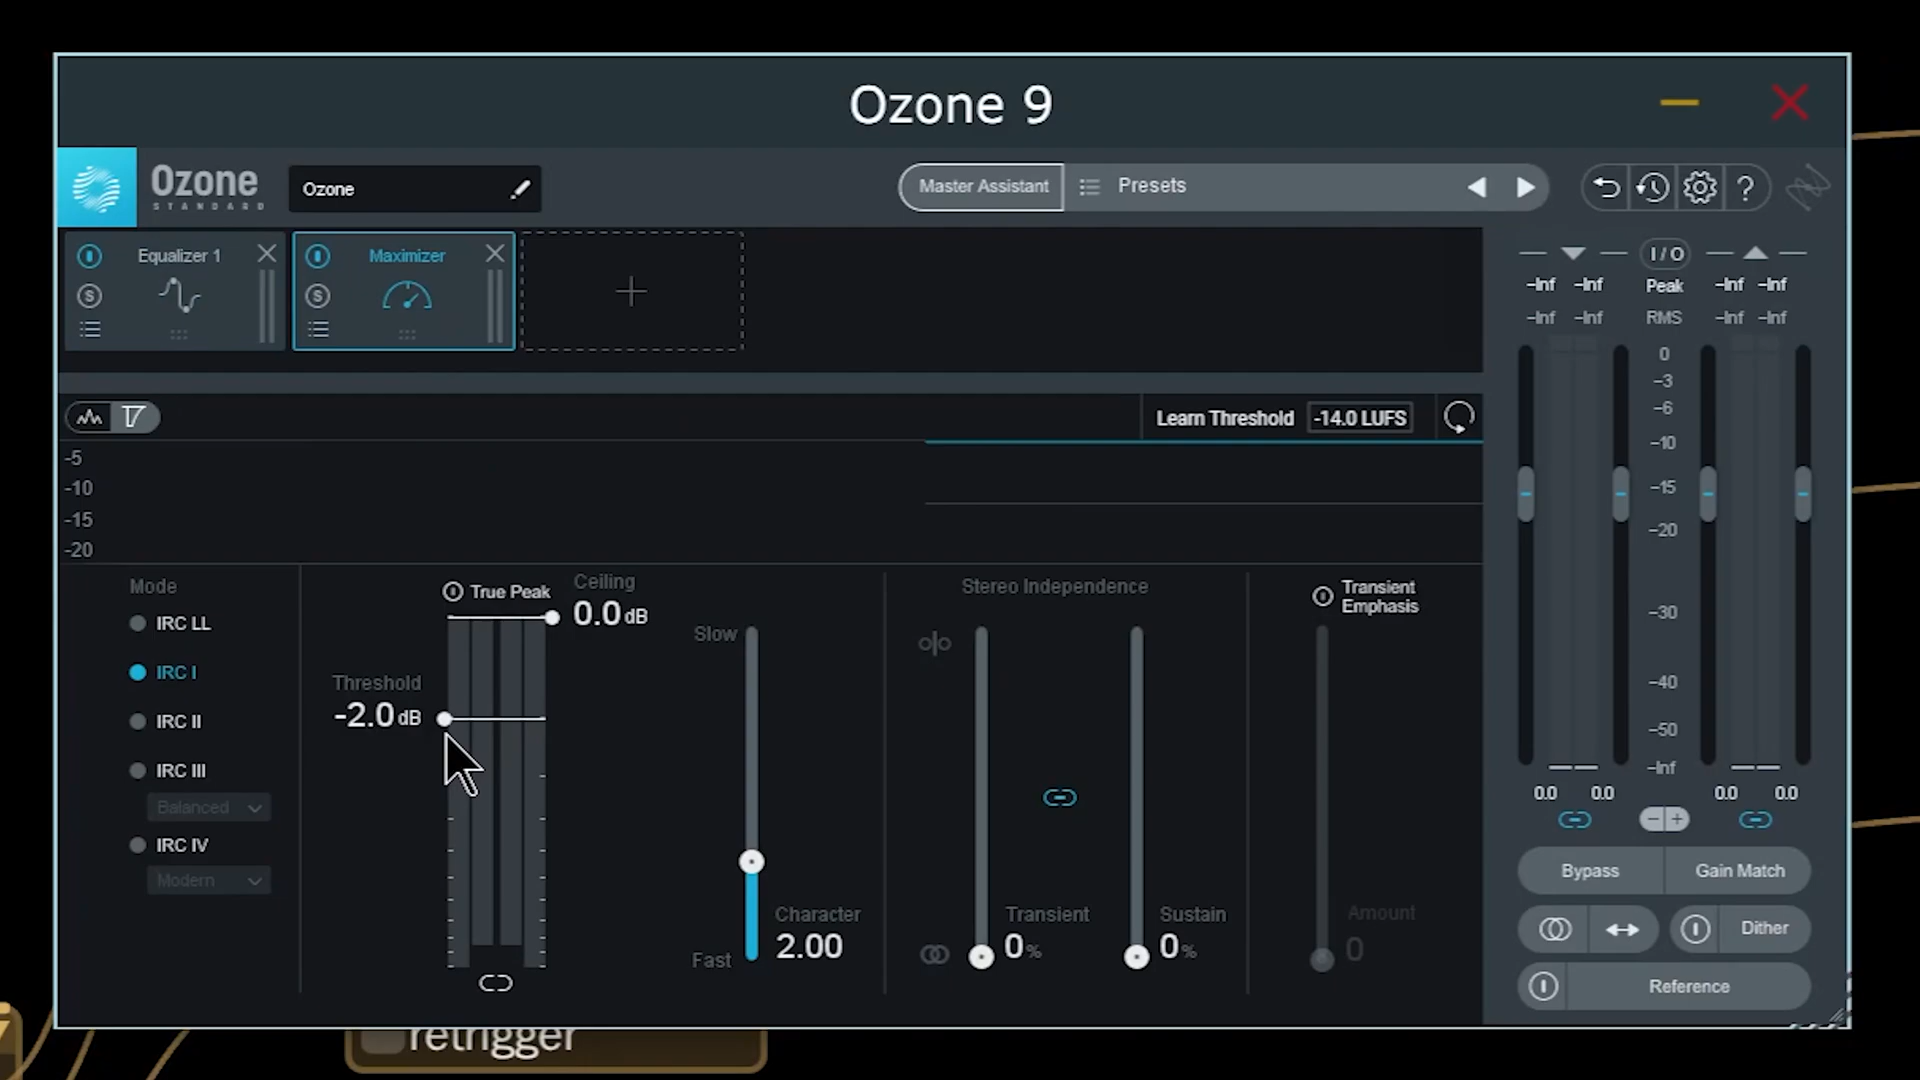 Ozone 9
Ozone
STANDARD
Ozone
Master Assistant
Presets
?
Equalizer 1
S
Maximizer
S
I/O
-Inf -Inf Peak -Inf -Inf
-Inf -Inf RMS -Inf -Inf
Learn Threshold -14.0 LUFS
-5
-10
-15
-20
Mode
IRC LL
IRC I
IRC II
IRC III
Balanced
IRC IV
Modern
True Peak
Ceiling
0.0 dB
Threshold
-2.0 dB
Slow
Fast
Character
2.00
Stereo Independence
Transient
0 %
Sustain
0 %
Transient
Emphasis
Amount
0
0
-3
-6
-10
-15
-20
-30
-40
-50
-Inf
0.0 0.0 0.0 0.0
Bypass Gain Match
Dither
Reference
retrigger